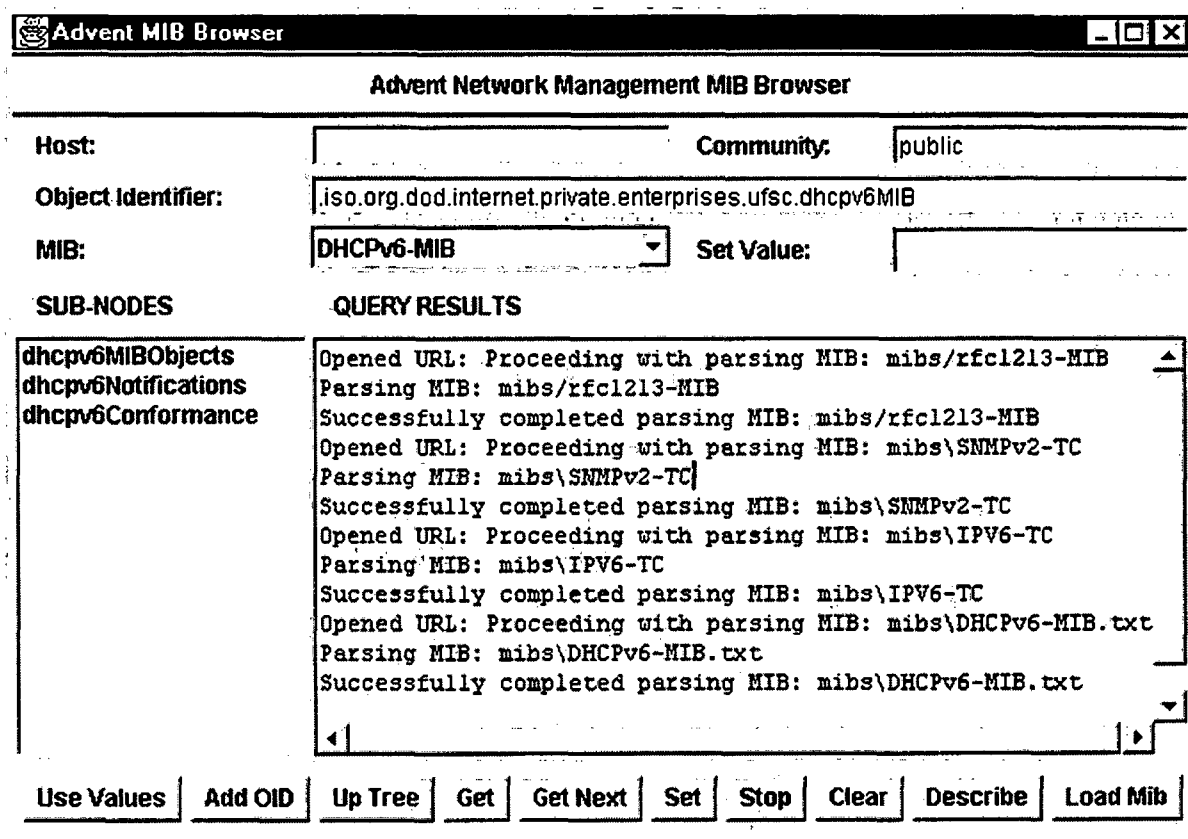 Advent MIB Browser
Advent Network Management MIB Browser
Host: Community: public
Object Identifier: .iso.org.dod.internet.private.enterprises.ufsc.dhcpv6MIB
MIB: DHCPv6-MIB Set Value:
SUB-NODES QUERY RESULTS
dhcpv6MIBObjects
dhcpv6Notifications
dhcpv6Conformance
Opened URL: Proceeding with parsing MIB: mibs/rfc1213-MIB
Parsing MIB: mibs/rfc1213-MIB
Successfully completed parsing MIB: mibs/rfc1213-MIB
Opened URL: Proceeding with parsing MIB: mibs\SNMPv2-TC
Parsing MIB: mibs\SNMPv2-TC
Successfully completed parsing MIB: mibs\SNMPv2-TC
Opened URL: Proceeding with parsing MIB: mibs\IPV6-TC
Parsing MIB: mibs\IPV6-TC
Successfully completed parsing MIB: mibs\IPV6-TC
Opened URL: Proceeding with parsing MIB: mibs\DHCPv6-MIB.txt
Parsing MIB: mibs\DHCPv6-MIB.txt
Successfully completed parsing MIB: mibs\DHCPv6-MIB.txt
Use Values Add OID Up Tree Get Get Next Set Stop Clear Describe Load Mib